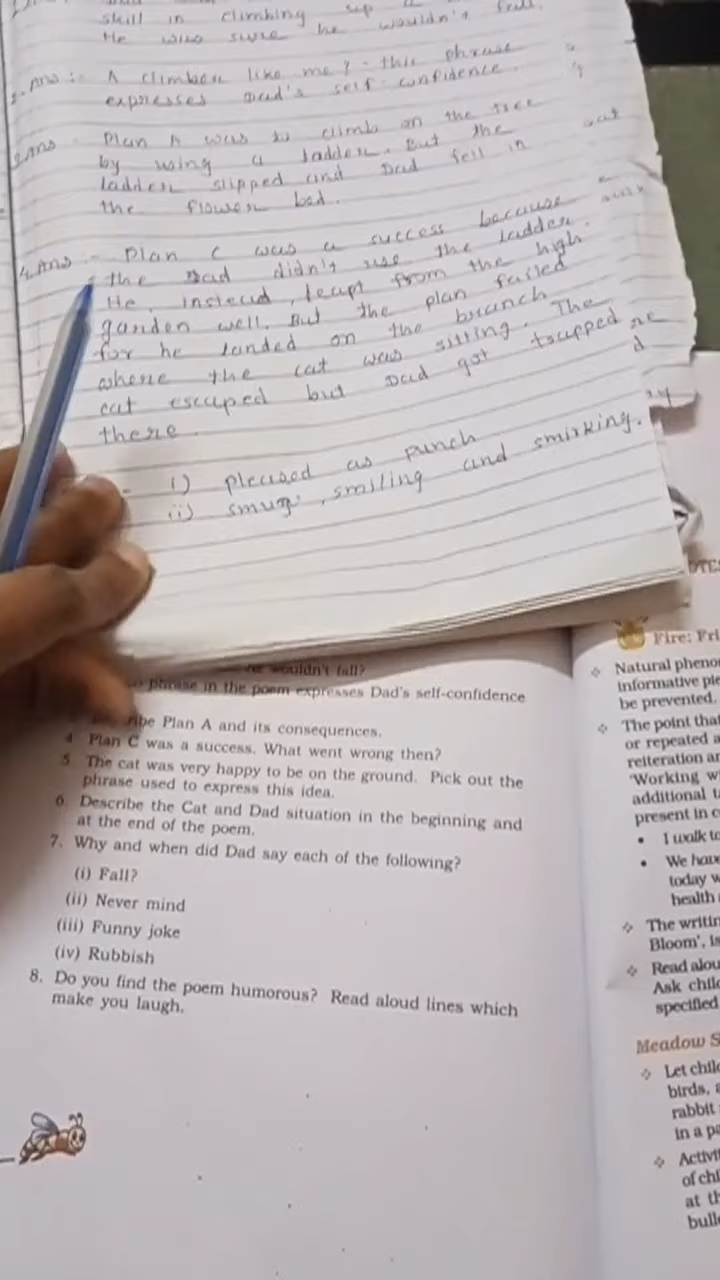 skill in climbing up a
He was sure he wouldn't fall.
2. Ans :- A climber like me? - this phrase
expresses Dad's self-confidence.
3. Ans - Plan A was to climb on the tree
by using a ladder. But the
ladder slipped and Dad fell in
the flower bed.
4. Ans - Plan C was a success because
the Dad didn't use the ladder.
He, instead, leapt from the high
garden well. But the plan failed
for he landed on the branch
where the cat was sitting. The
cat escaped but Dad got trapped
there.
i) pleased as punch
ii) smug, smiling and smirking.
wouldn't fall?
phrase in the poem expresses Dad's self-confidence
Plan A and its consequences.
4 Plan C was a success. What went wrong then?
5. The cat was very happy to be on the ground. Pick out the
phrase used to express this idea.
6. Describe the Cat and Dad situation in the beginning and
at the end of the poem.
7. Why and when did Dad say each of the following?
(i) Fall?
(ii) Never mind
(iii) Funny joke
(iv) Rubbish
8. Do you find the poem humorous? Read aloud lines which
make you laugh.
Fire: Fri
Natural pheno
informative pie
be prevented.
The point that
or repeated a
reiteration an
'Working w
additional t
present in c
• I walk to
• We have
today w
health
The writin
Bloom', is
Read alou
Ask chil
specified
Meadow S
Let chil
birds, a
rabbit
in a pa
Activi
of chi
at th
bull